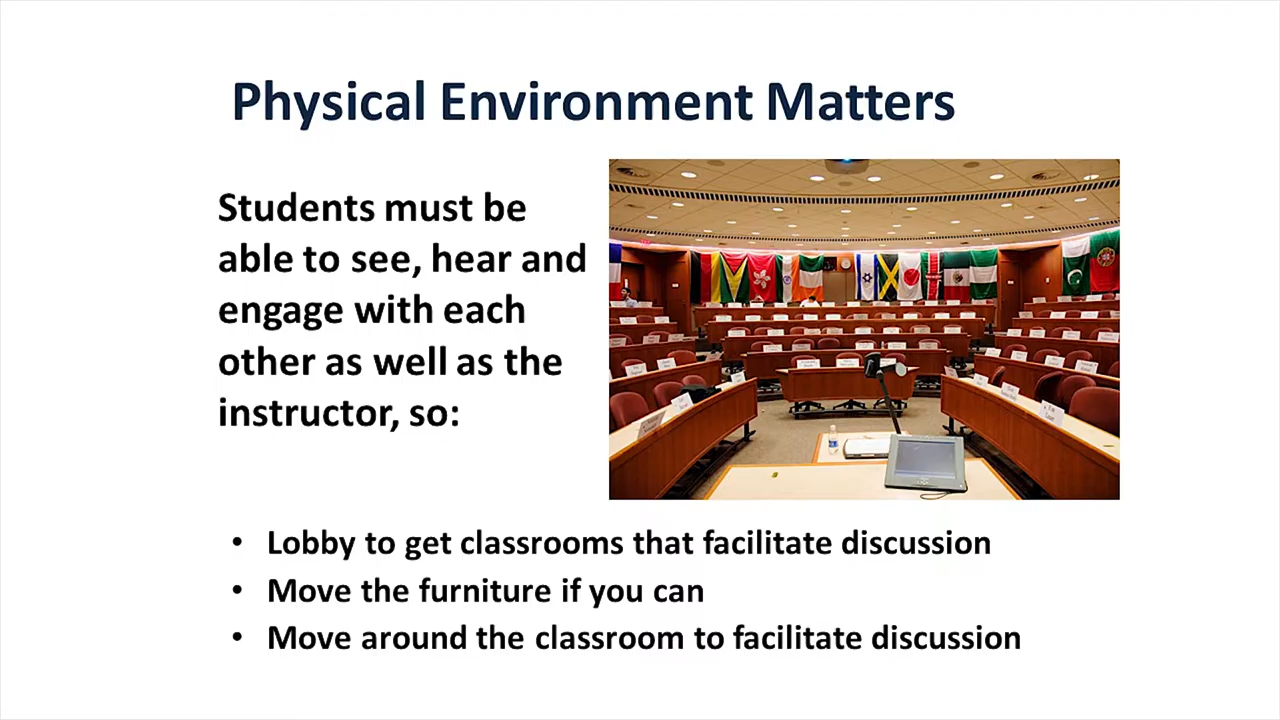 Physical Environment Matters
Students must be
able to see, hear and
engage with each
other as well as the
instructor, so:
• Lobby to get classrooms that facilitate discussion
• Move the furniture if you can
• Move around the classroom to facilitate discussion